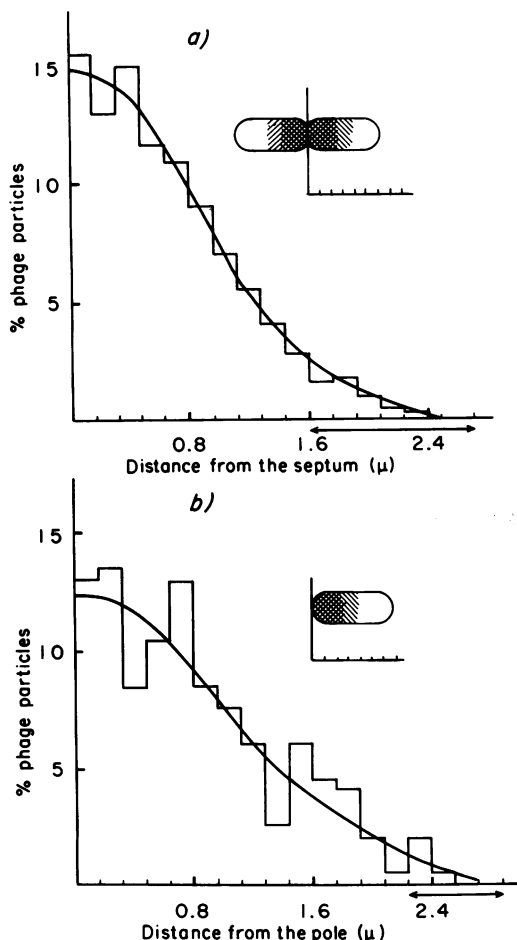 a)
15
10
5
% phage particles
0.8 1.6 2.4
Distance from the septum (μ)
b)
15
10
5
% phage particles
0.8 1.6 2.4
Distance from the pole (μ)